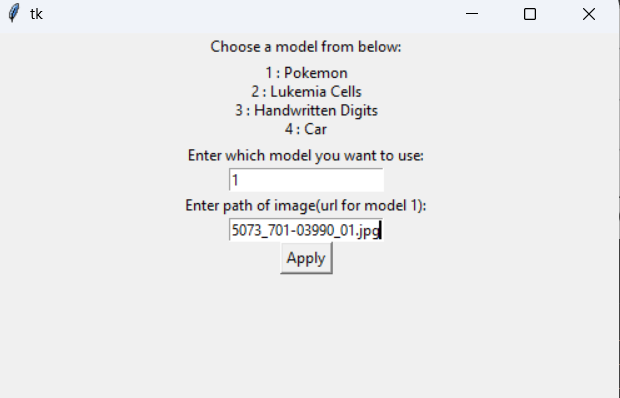 tk
Choose a model from below:
1 : Pokemon
2 : Lukemia Cells
3 : Handwritten Digits
4 : Car
Enter which model you want to use:
1
Enter path of image(url for model 1):
5073_701-03990_01.jpg
Apply